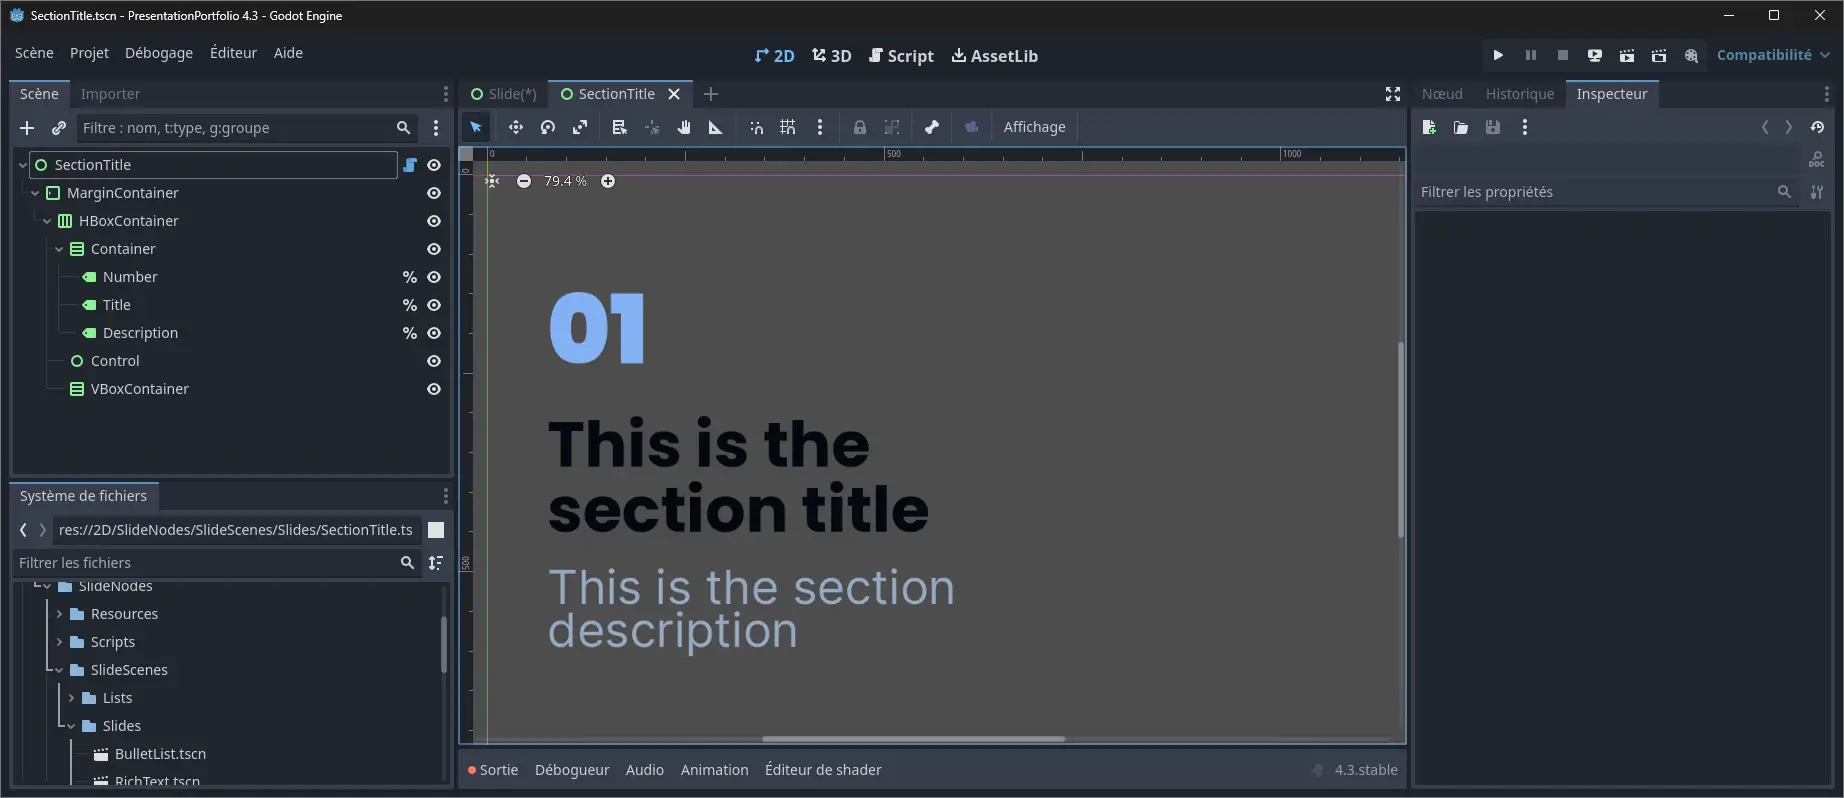 SectionTitle.tscn - PresentationPortfolio 4.3 - Godot Engine
Scène Projet Débogage Éditeur Aide
2D 3D Script AssetLib
Compatibilité
Scène Importer
Slide(*) SectionTitle
Nœud Historique Inspecteur
Filtre : nom, t:type, g:groupe
Affichage
SectionTitle
MarginContainer
HBoxContainer
Container
Number %
Title %
Description %
Control
VBoxContainer
0 500 1000
0
500
79.4 %
01
This is the
section title
This is the section
description
DOC
Filtrer les propriétés
Système de fichiers
res://2D/SlideNodes/SlideScenes/Slides/SectionTitle.ts
Filtrer les fichiers
SlideNodes
Resources
Scripts
SlideScenes
Lists
Slides
BulletList.tscn
RichText.tscn
Sortie Débogueur Audio Animation Éditeur de shader
4.3.stable